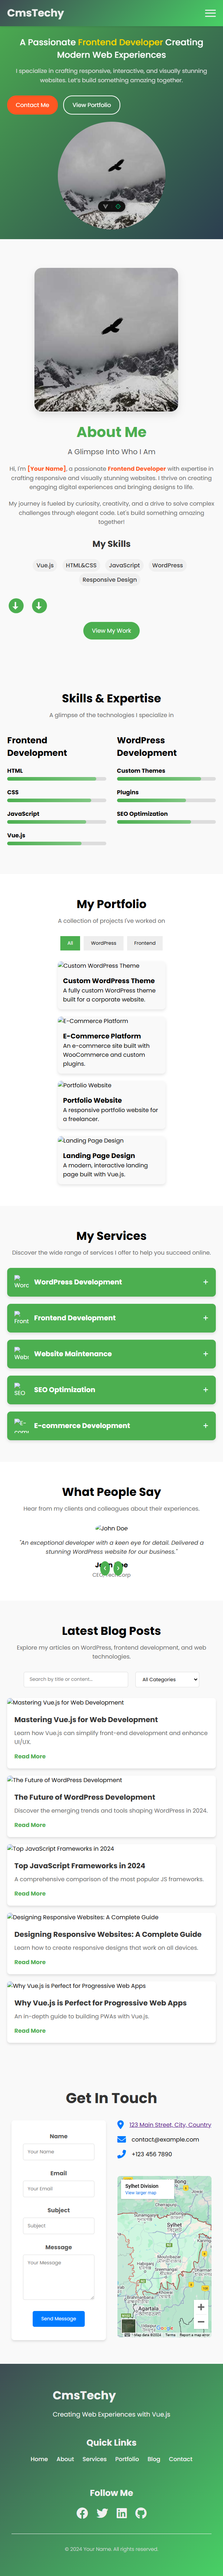 CmsTechy
A Passionate Frontend Developer Creating
Modern Web Experiences
I specialize in crafting responsive, interactive, and visually stunning
websites. Let's build something amazing together.
Contact Me
View Portfolio
About Me
A Glimpse Into Who I Am
Hi, I'm [Your Name], a passionate Frontend Developer with expertise in
crafting responsive and visually stunning websites. I thrive on creating
engaging digital experiences and bringing designs to life.
My journey is fueled by curiosity, creativity, and a drive to solve complex
challenges through elegant code. Let's build something amazing
together!
My Skills
Vue.js
HTML&CSS
JavaScript
WordPress
Responsive Design
View My Work
Skills & Expertise
A glimpse of the technologies I specialize in
Frontend
Development
HTML
CSS
JavaScript
Vue.js
WordPress
Development
Custom Themes
Plugins
SEO Optimization
My Portfolio
A collection of projects I've worked on
All
WordPress
Frontend
Custom WordPress Theme
Custom WordPress Theme
A fully custom WordPress theme
built for a corporate website.
E-Commerce Platform
E-Commerce Platform
An e-commerce site built with
WooCommerce and custom
plugins.
Portfolio Website
Portfolio Website
A responsive portfolio website for
a freelancer.
Landing Page Design
Landing Page Design
A modern, interactive landing
page built with Vue.js.
My Services
Discover the wide range of services I offer to help you succeed online.
WordPress Development
+
Frontend Development
+
Website Maintenance
+
SEO
SEO Optimization
+
E-commerce Development
+
What People Say
Hear from my clients and colleagues about their experiences.
John Doe
"An exceptional developer with a keen eye for detail. Delivered a
stunning WordPress website for our business."
Latest Blog Posts
Explore my articles on WordPress, frontend development, and web
technologies.
Search by title or content...
All Categories
Mastering Vue.js for Web Development
Mastering Vue.js for Web Development
Learn how Vue.js can simplify front-end development and enhance
UI/UX.
Read More
The Future of WordPress Development
The Future of WordPress Development
Discover the emerging trends and tools shaping WordPress in 2024.
Read More
Top JavaScript Frameworks in 2024
Top JavaScript Frameworks in 2024
A comprehensive comparison of the most popular JS frameworks.
Read More
Designing Responsive Websites: A Complete Guide
Designing Responsive Websites: A Complete Guide
Learn how to create responsive designs that work on all devices.
Read More
Why Vue.js is Perfect for Progressive Web Apps
Why Vue.js is Perfect for Progressive Web Apps
An in-depth guide to building PWAs with Vue.js.
Read More
Get In Touch
Name
Your Name
Email
Your Email
Subject
Subject
Message
Your Message
Send Message
123 Main Street, City, Country
contact@example.com
+123 456 7890
Sylhet Division
View larger map
Sylhet
Habiganj
Agartala
CmsTechy
Creating Web Experiences with Vue.js
Quick Links
Home
About
Services
Portfolio
Blog
Contact
Follow Me
© 2024 Your Name. All rights reserved.